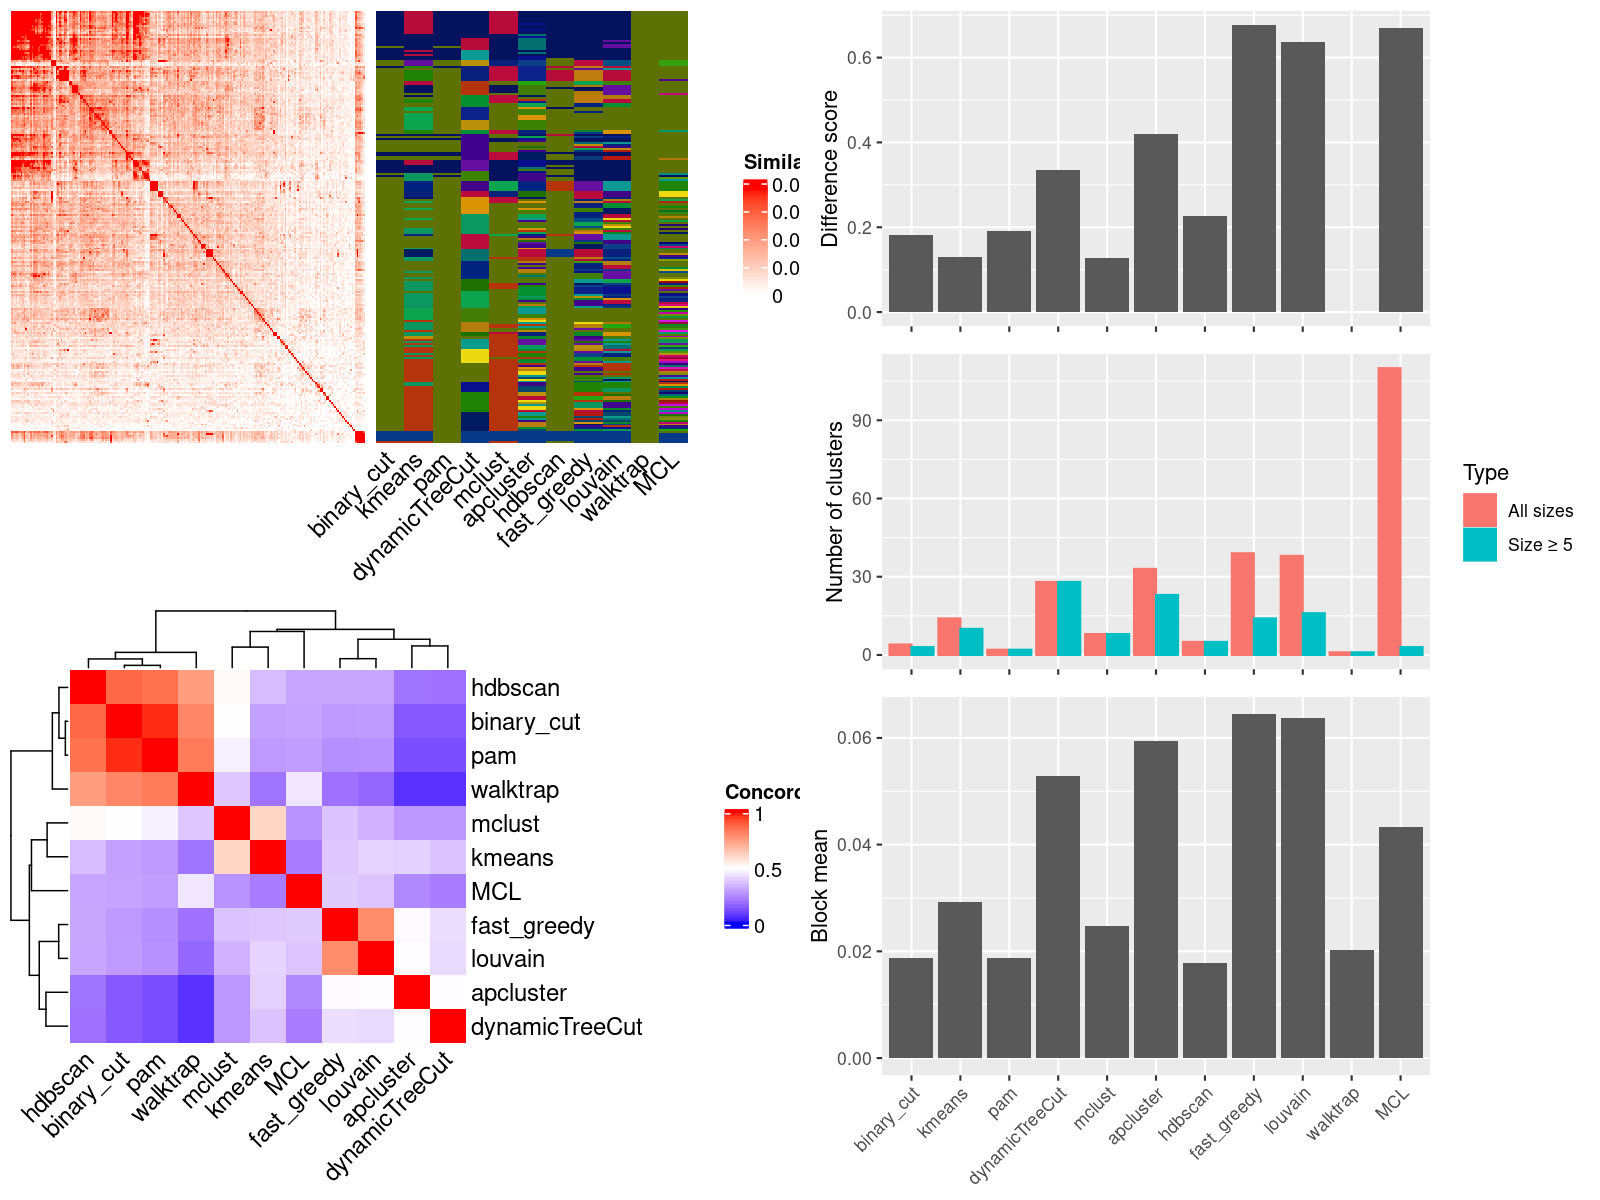 Simila
0.0
0.0
0.0
0.0
0
binary_cut
kmeans
pam
dynamicTreeCut
mclust
apcluster
hdbscan
fast_greedy
louvain
walktrap
MCL
hdbscan
binary_cut
pam
walktrap
mclust
kmeans
MCL
fast_greedy
louvain
apcluster
dynamicTreeCut
hdbscan
binary_cut
pam
walktrap
mclust
kmeans
MCL
fast_greedy
louvain
apcluster
dynamicTreeCut
Concord
1
0.5
0
Difference score
0.6
0.4
0.2
0.0
Number of clusters
90
60
30
0
Type
All sizes
Size ≥ 5
Block mean
0.06
0.04
0.02
0.00
binary_cut
kmeans
pam
dynamicTreeCut
mclust
apcluster
hdbscan
fast_greedy
louvain
walktrap
MCL